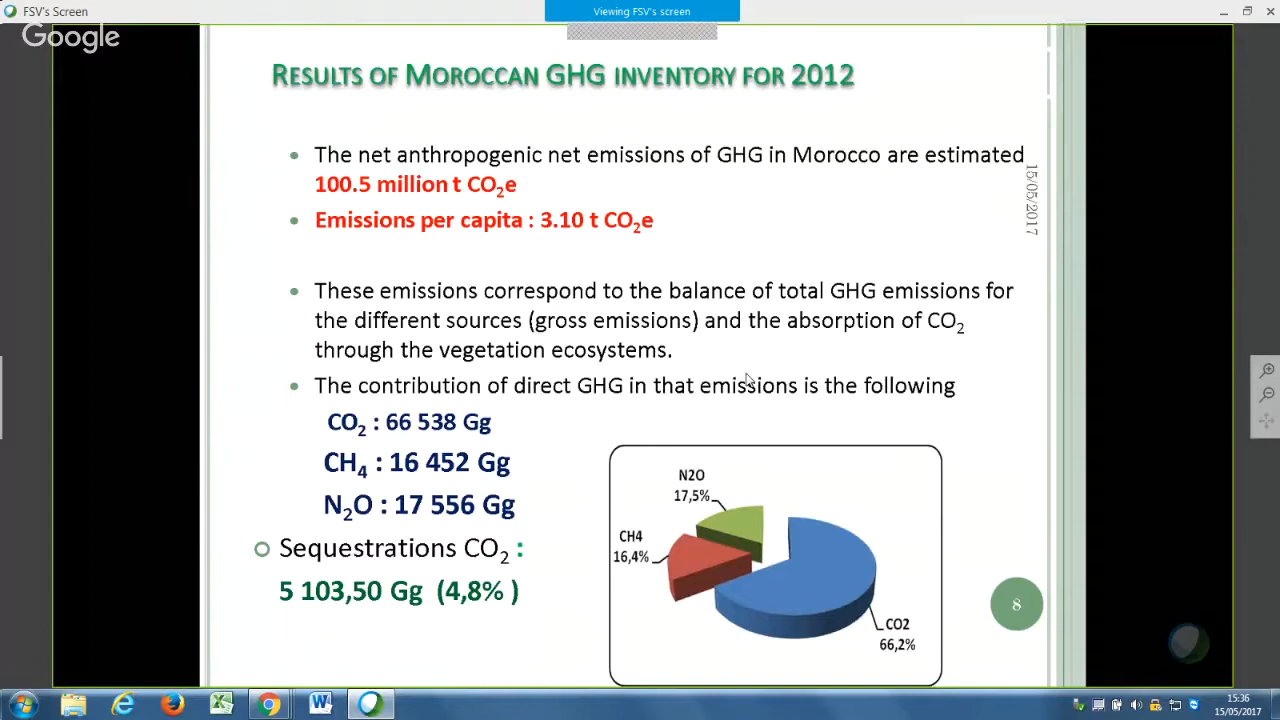 FSV's Screen
Viewing FSV's screen
Google
RESULTS OF MOROCCAN GHG INVENTORY FOR 2012
• The net anthropogenic net emissions of GHG in Morocco are estimated
100.5 million t CO₂e
• Emissions per capita : 3.10 t CO₂e
15/05/2017
• These emissions correspond to the balance of total GHG emissions for
the different sources (gross emissions) and the absorption of CO₂
through the vegetation ecosystems.
• The contribution of direct GHG in that emissions is the following
CO₂ : 66 538 Gg
CH₄ : 16 452 Gg
N₂O : 17 556 Gg
Sequestrations CO₂ :
5 103,50 Gg (4,8% )
N2O
17,5%
CH4
16,4%
CO2
66,2%
8
15:36
15/05/2017